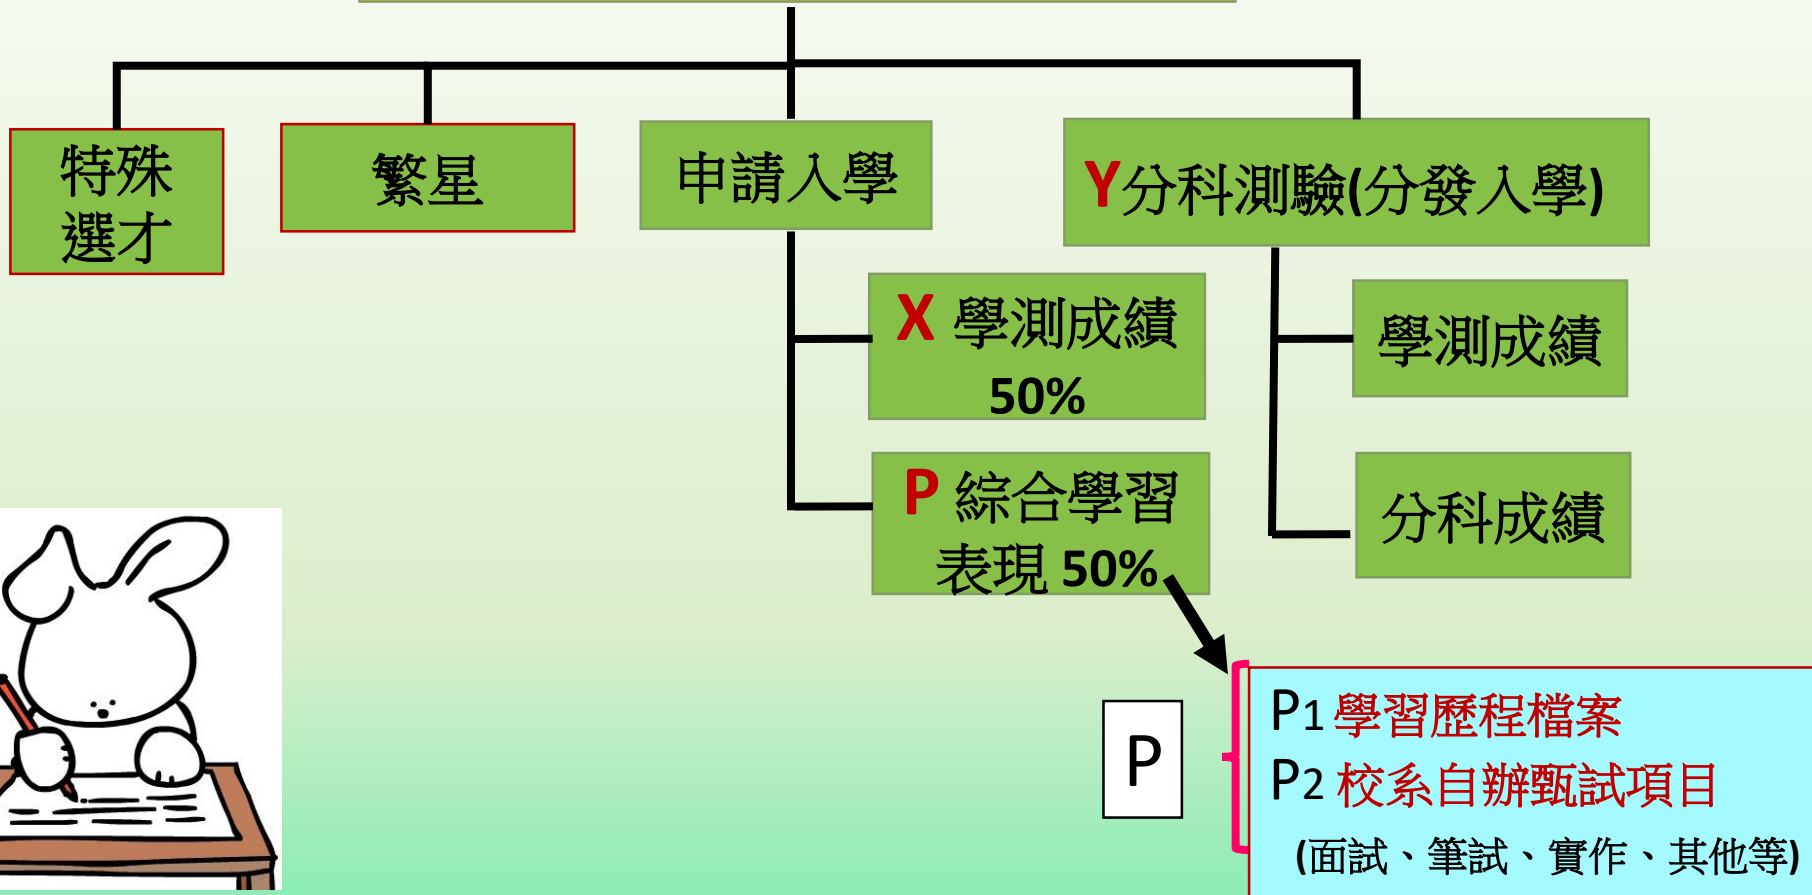 特殊
選才
繁星
申請入學
Y分科測驗(分發入學)
X 學測成績
50%
P 綜合學習
表現 50%
學測成績
分科成績
P
P1 學習歷程檔案
P2 校系自辦甄試項目
(面試、筆試、實作、其他等)